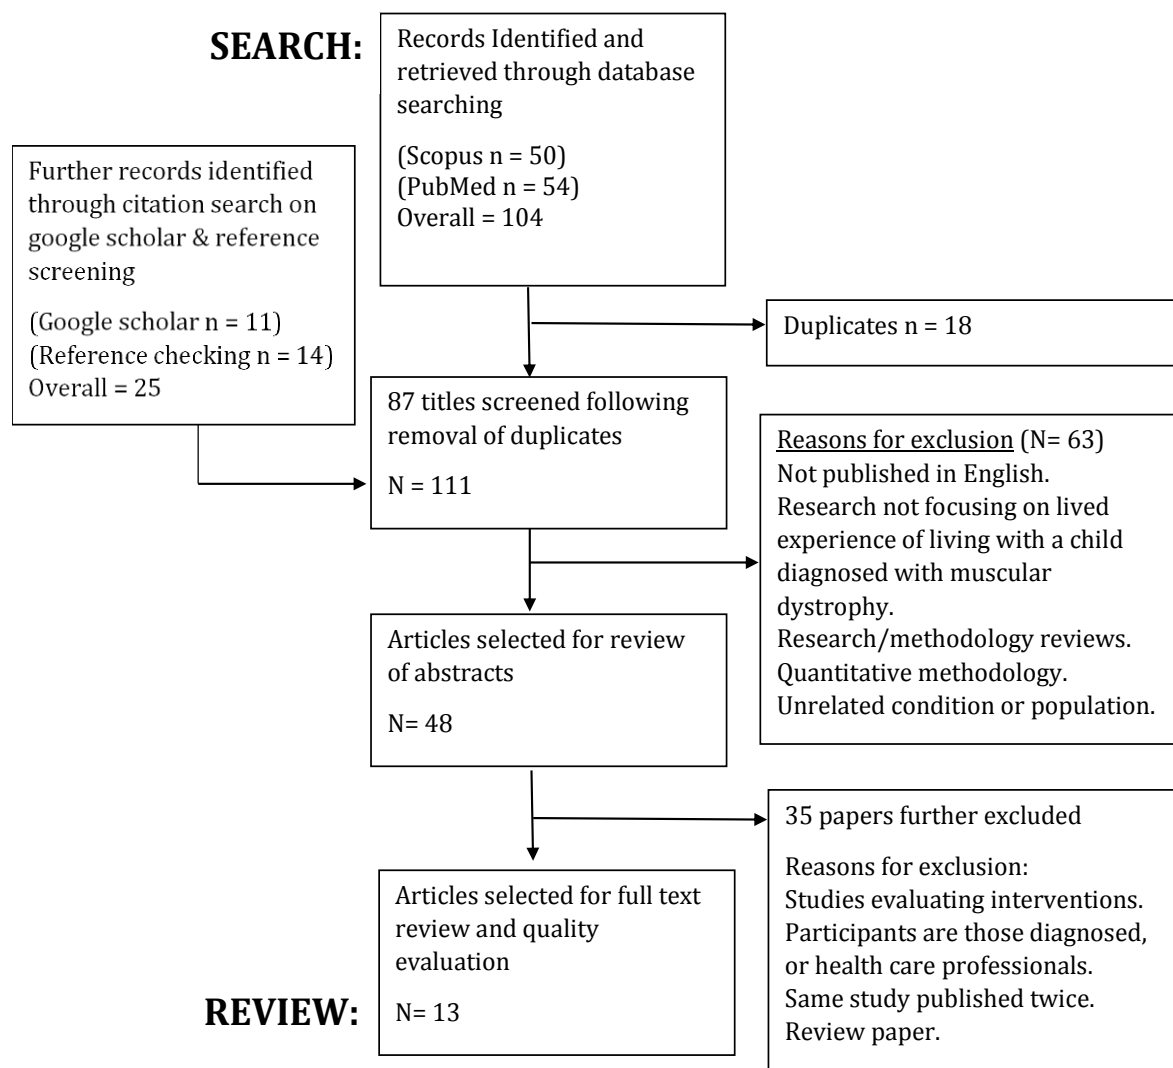 SEARCH:
Records Identified and
retrieved through database
searching
(Scopus n = 50)
(PubMed n = 54)
Overall = 104
Further records identified
through citation search on
google scholar & reference
screening
(Google scholar n = 11)
(Reference checking n = 14)
Overall = 25
Duplicates n = 18
87 titles screened following
removal of duplicates
N = 111
Reasons for exclusion (N= 63)
Not published in English.
Research not focusing on lived
experience of living with a child
diagnosed with muscular
dystrophy.
Research/methodology reviews.
Quantitative methodology.
Unrelated condition or population.
Articles selected for review
of abstracts
N= 48
35 papers further excluded
Reasons for exclusion:
Studies evaluating interventions.
Participants are those diagnosed,
or health care professionals.
Same study published twice.
Review paper.
Articles selected for full text
review and quality
evaluation
N= 13
REVIEW: